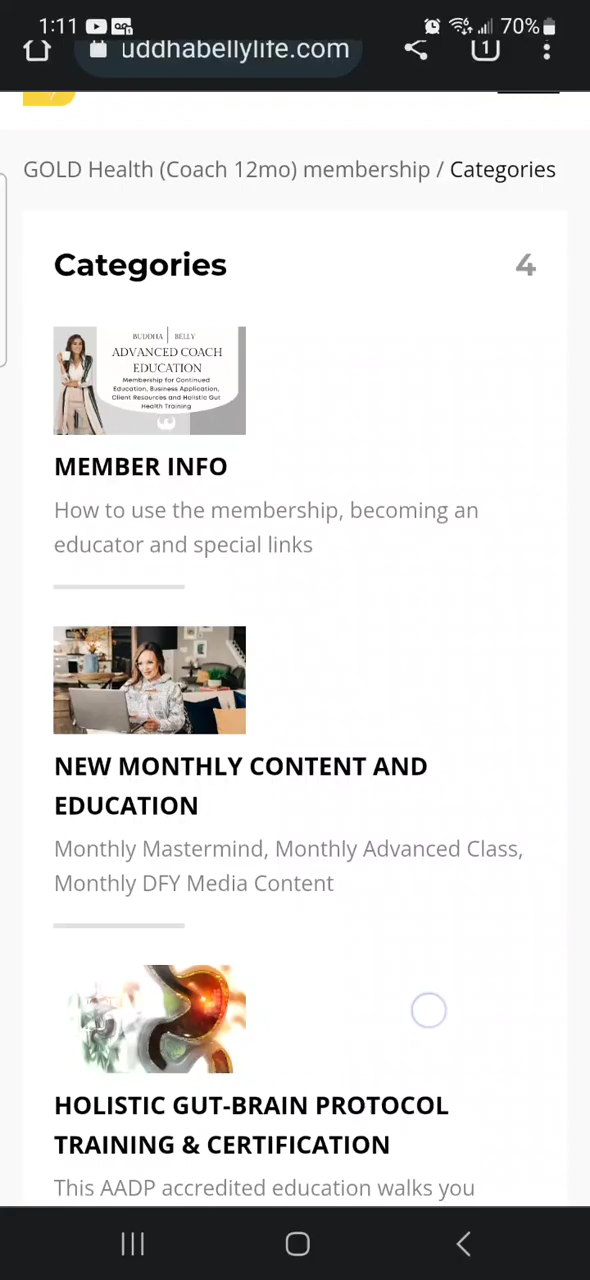 1:11
70%
uddhabellylife.com
1
GOLD Health (Coach 12mo) membership / Categories
Categories
4
BUDDHA | BELLY
ADVANCED COACH
EDUCATION
Membership for Continued
Education, Business Application,
Client Resources and Holistic Gut
Health Training
MEMBER INFO
How to use the membership, becoming an
educator and special links
NEW MONTHLY CONTENT AND
EDUCATION
Monthly Mastermind, Monthly Advanced Class,
Monthly DFY Media Content
HOLISTIC GUT-BRAIN PROTOCOL
TRAINING & CERTIFICATION
This AADP accredited education walks you